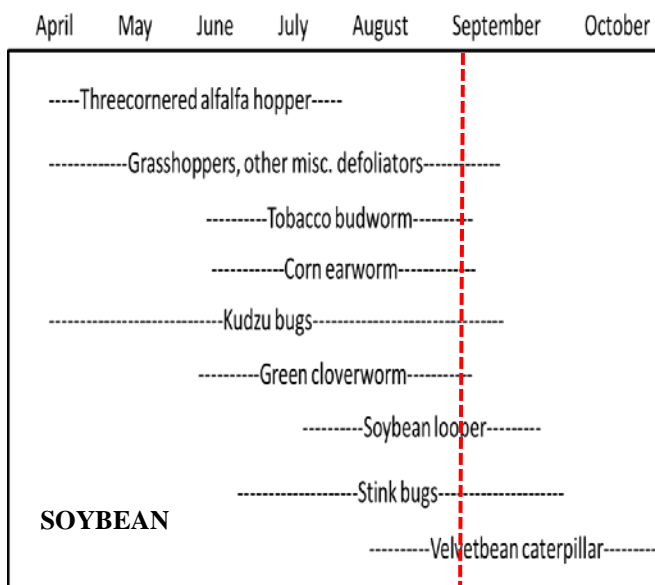 April May June July August September October
-----Threecornered alfalfa hopper-----
-----------Grasshoppers, other misc. defoliators-----------
----------Tobacco budworm----------
------------Corn earworm------------
------------------------------Kudzu bugs---------------------------------
----------Green cloverworm-----------
----------Soybean looper---------
--------------------Stink bugs---------------------
SOYBEAN
----------Velvetbean caterpillar---------